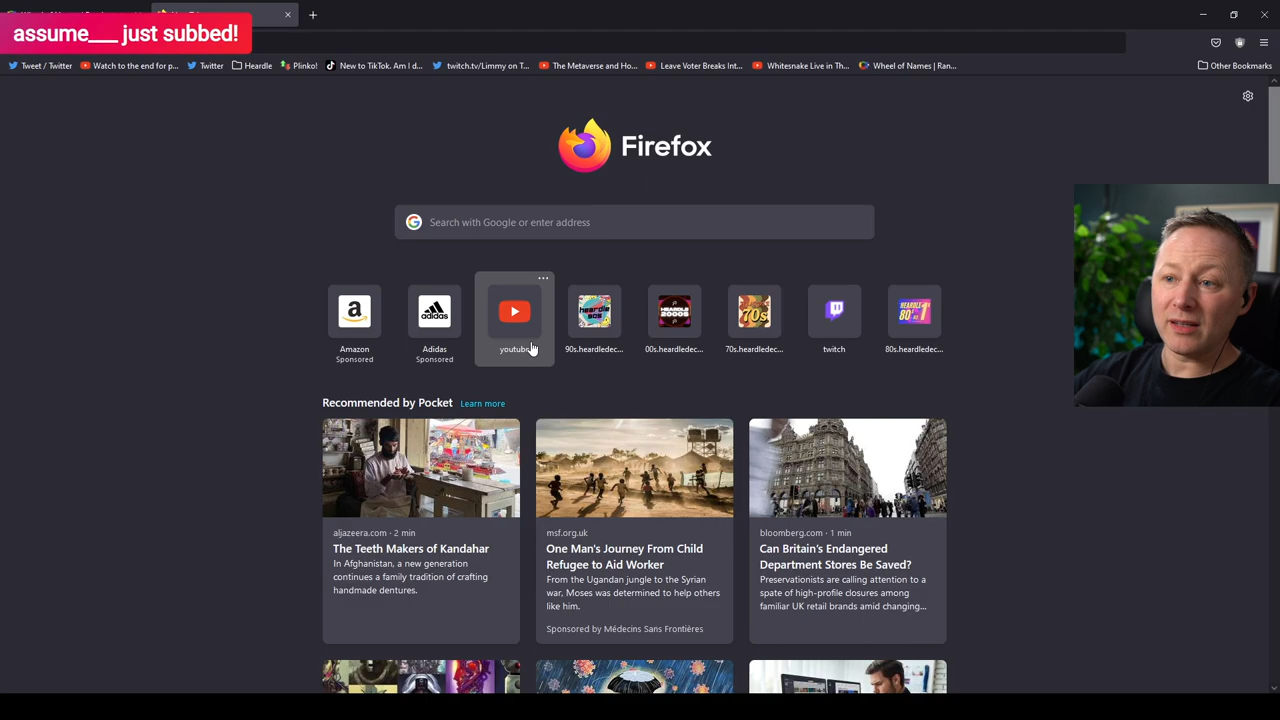 assume___ just subbed!
Tweet / Twitter
Watch to the end for p...
Twitter
Heardle
Plinko!
New to TikTok. Am I d...
twitch.tv/Limmy on T...
The Metaverse and Ho...
Leave Voter Breaks Int...
Whitesnake Live in Th...
Wheel of Names | Ran...
Other Bookmarks
Firefox
Search with Google or enter address
Amazon
Sponsored
Adidas
Sponsored
youtube
90s.heardledec...
00s.heardledec...
70s.heardledec...
twitch
80s.heardledec...
Recommended by Pocket Learn more
aljazeera.com · 2 min
The Teeth Makers of Kandahar
In Afghanistan, a new generation
continues a family tradition of crafting
handmade dentures.
msf.org.uk
One Man's Journey From Child
Refugee to Aid Worker
From the Ugandan jungle to the Syrian
war, Moses was determined to help others
like him.
Sponsored by Médecins Sans Frontières
bloomberg.com · 1 min
Can Britain's Endangered
Department Stores Be Saved?
Preservationists are calling attention to a
spate of high-profile closures among
familiar UK retail brands amid changing...